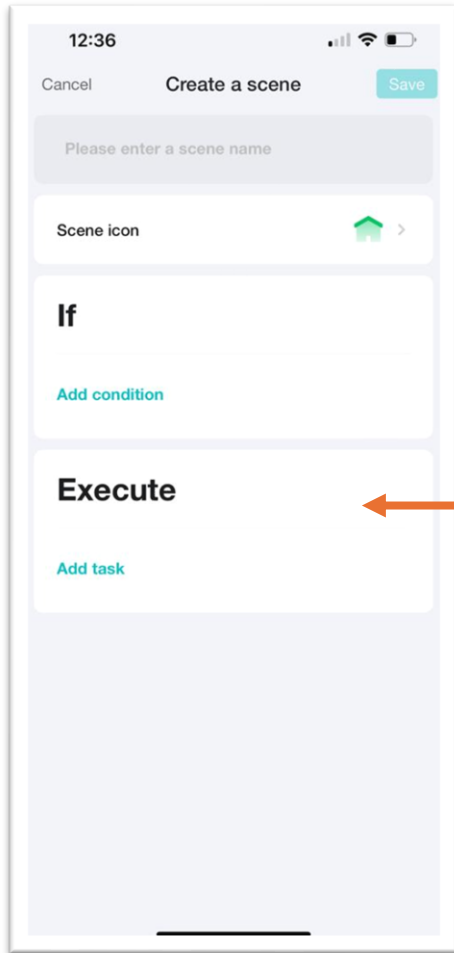 12:36
Cancel Create a scene Save
Please enter a scene name
Scene icon
If
Add condition
Execute
Add task